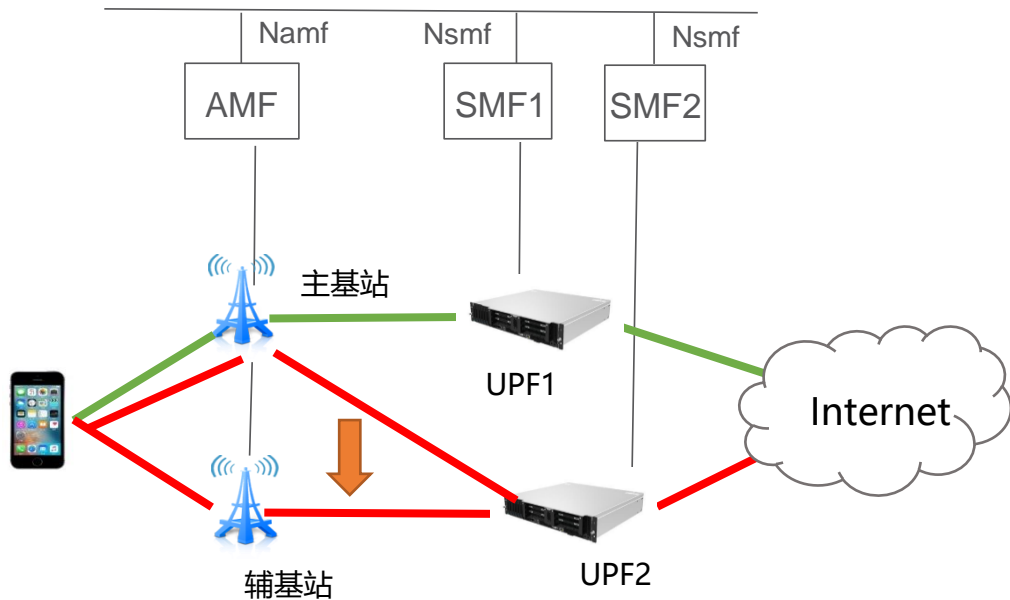 Namf
Nsmf
Nsmf
AMF
SMF1
SMF2
主基站
UPF1
Internet
UPF2
辅基站